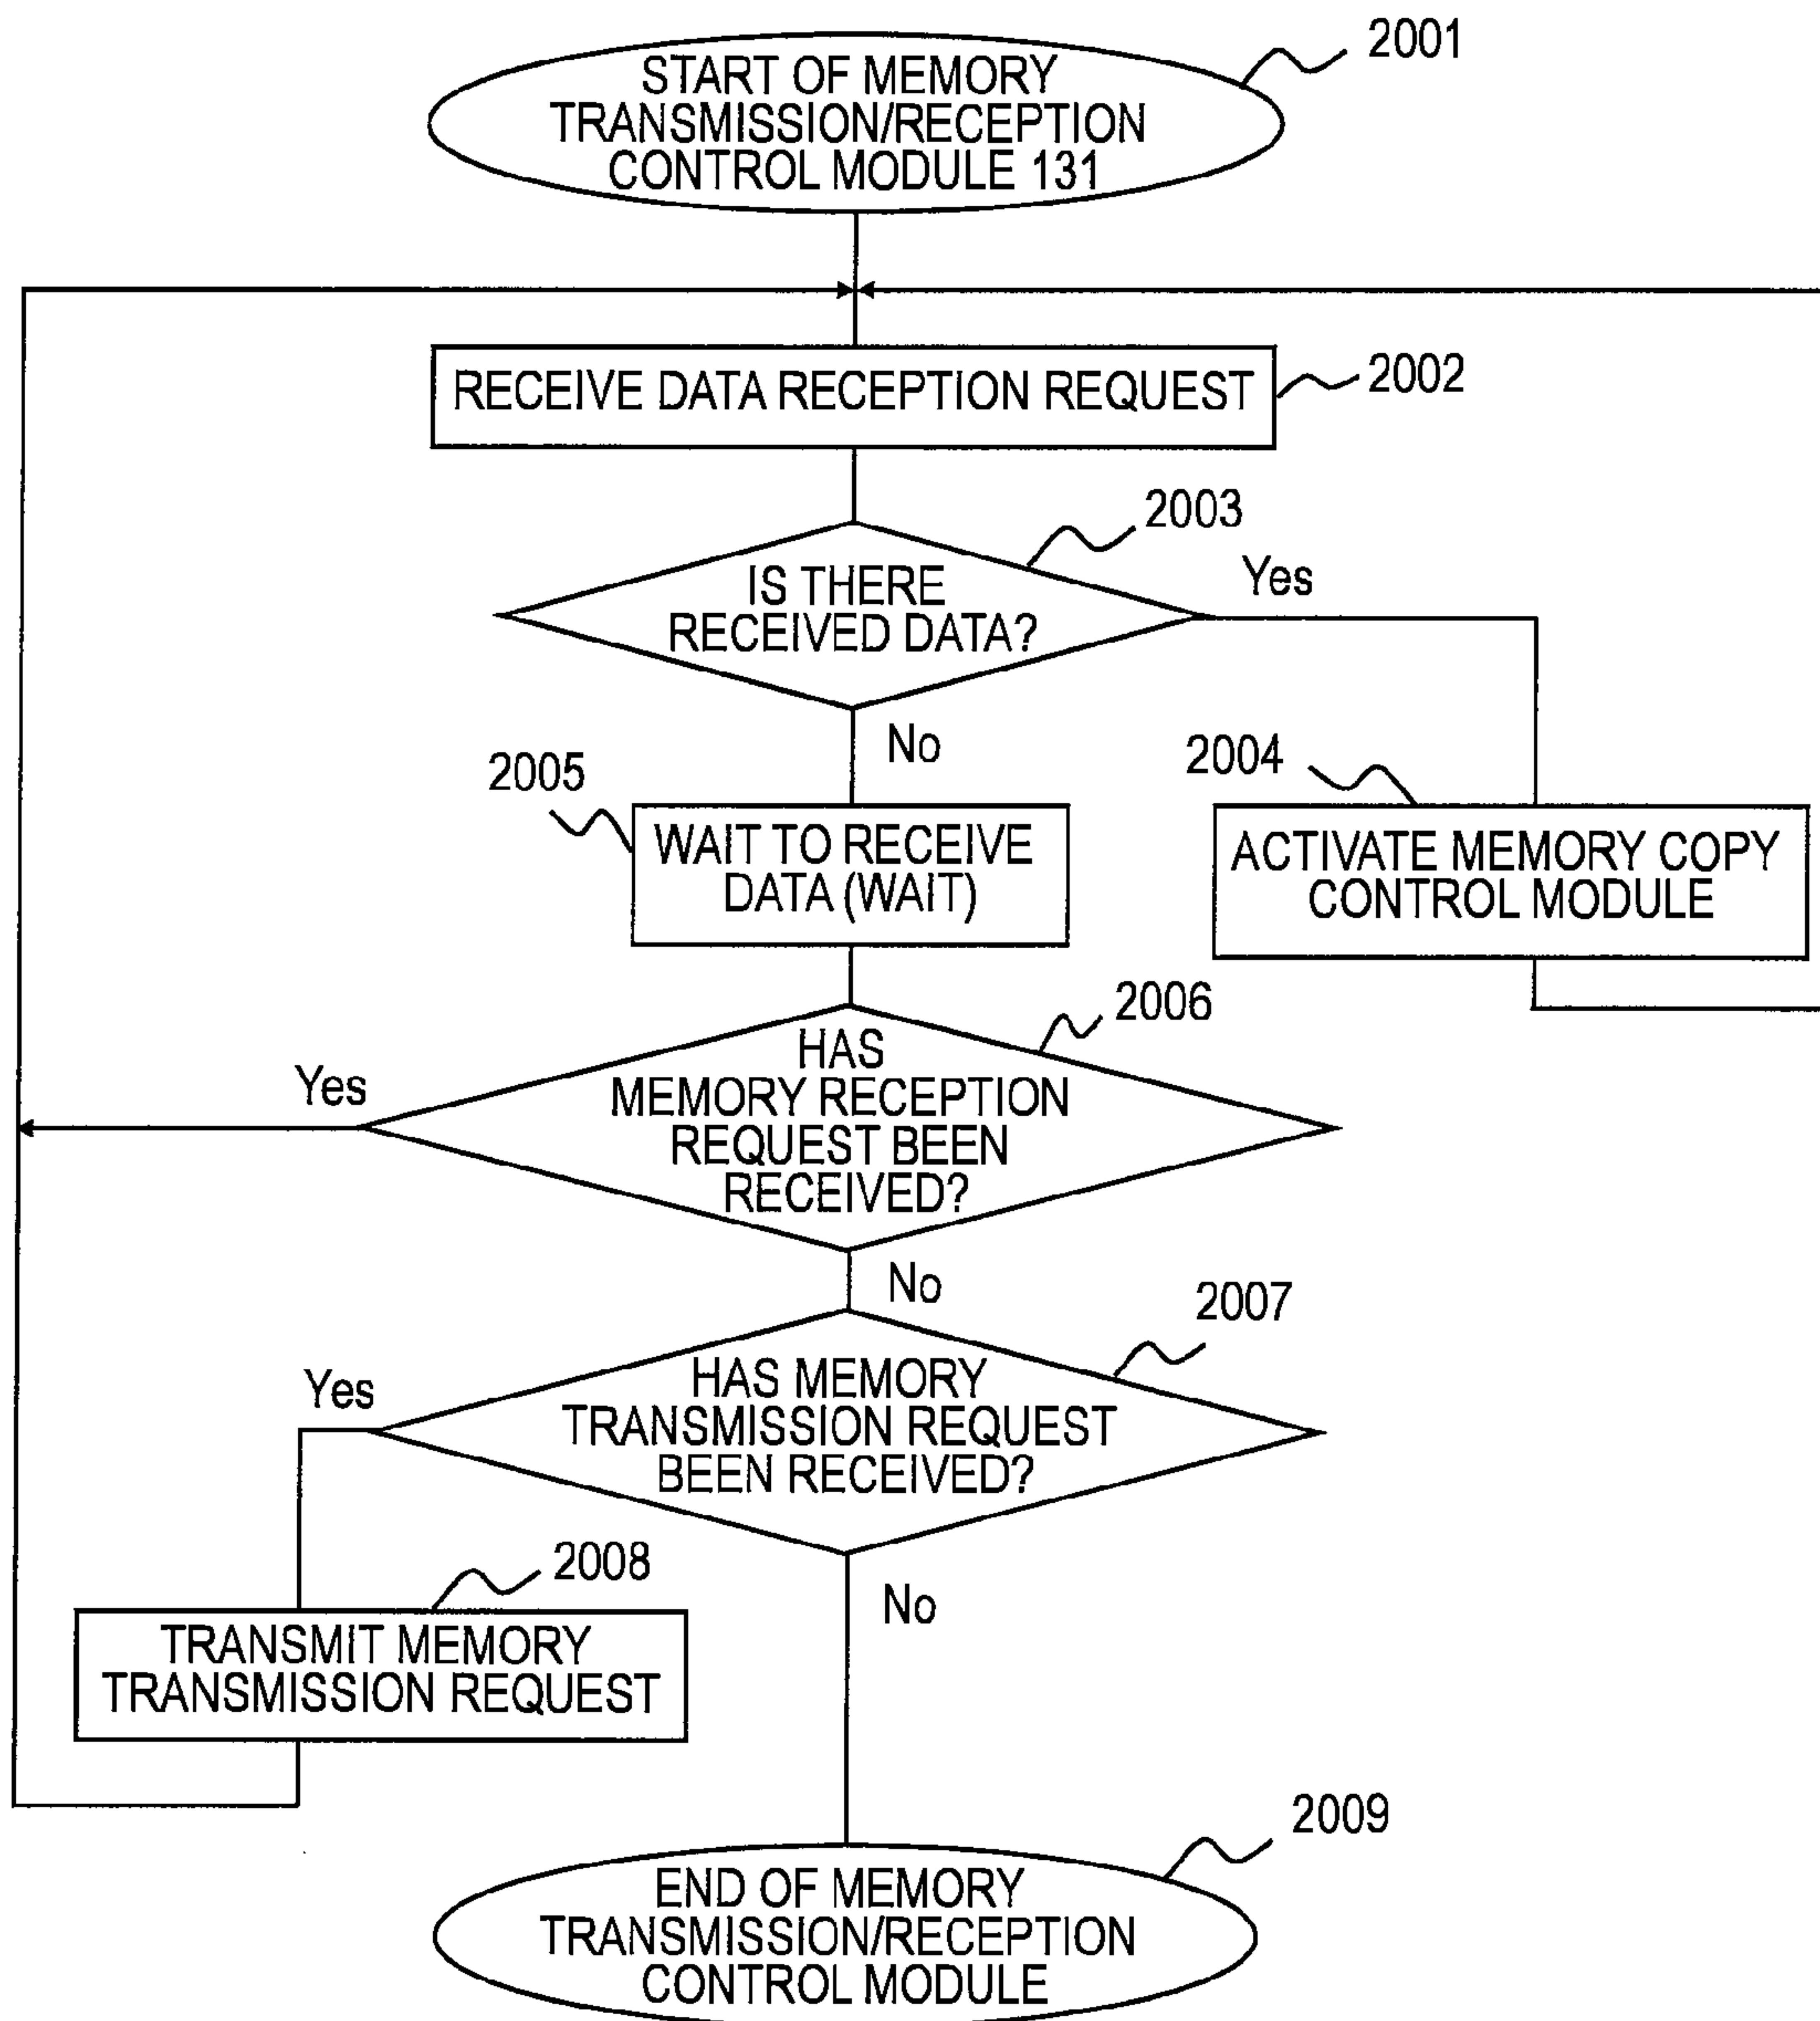 2001
START OF MEMORY
TRANSMISSION/RECEPTION
CONTROL MODULE 131
RECEIVE DATA RECEPTION REQUEST
2002
2003
IS THERE
RECEIVED DATA?
Yes
No
2005
WAIT TO RECEIVE
DATA (WAIT)
2004
ACTIVATE MEMORY COPY
CONTROL MODULE
2006
HAS
MEMORY RECEPTION
REQUEST BEEN
RECEIVED?
Yes
No
2007
HAS MEMORY
TRANSMISSION REQUEST
BEEN RECEIVED?
Yes
No
2008
TRANSMIT MEMORY
TRANSMISSION REQUEST
2009
END OF MEMORY
TRANSMISSION/RECEPTION
CONTROL MODULE